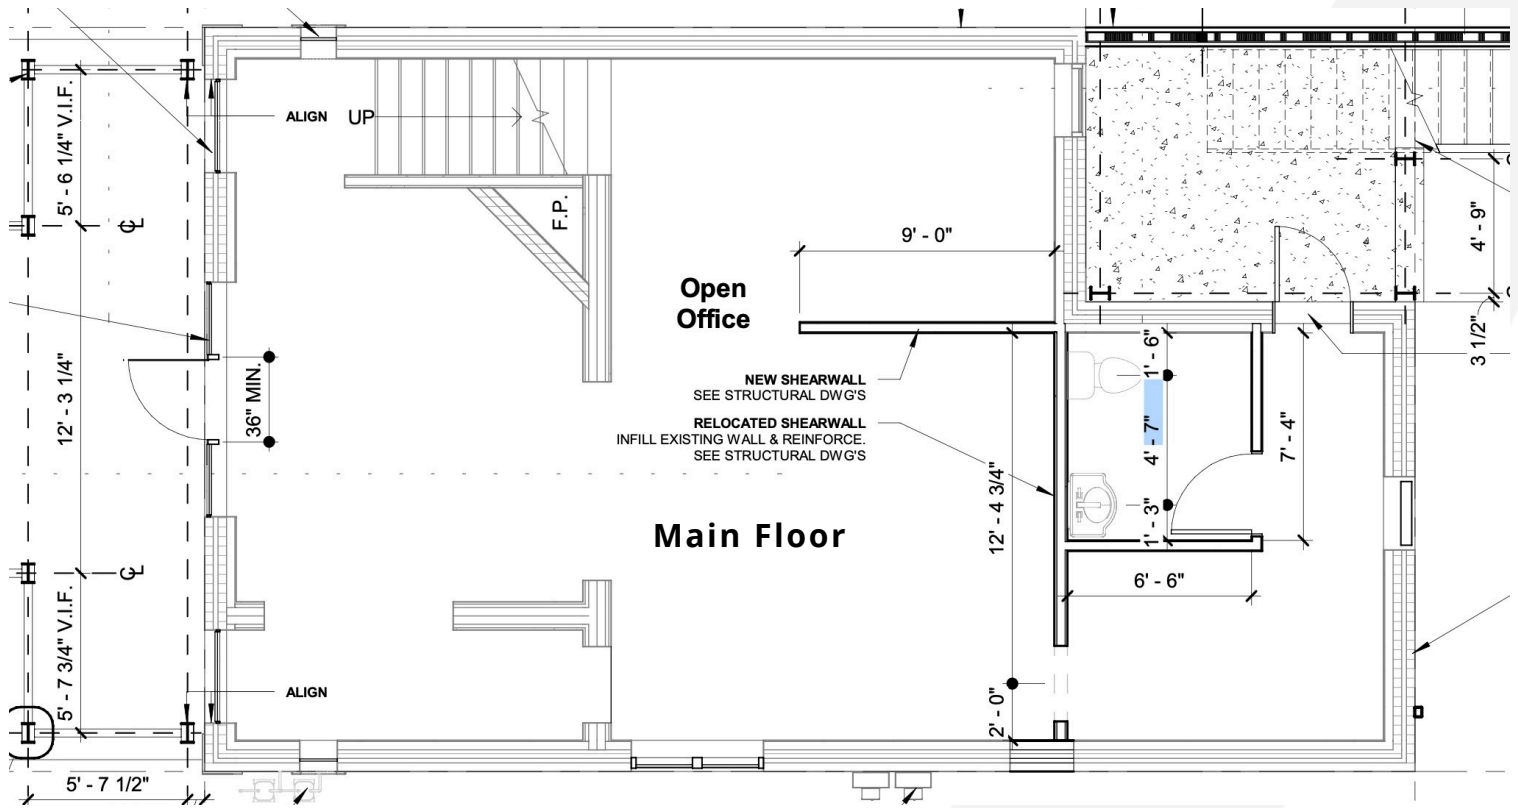 ALIGN
UP
5' - 6 1/4" V.I.F.
F.P.
9' - 0"
4' - 9"
Open
Office
3 1/2"
1' - 6"
36" MIN.
12' - 3 1/4"
NEW SHEARWALL
SEE STRUCTURAL DWG'S
RELOCATED SHEARWALL
INFILL EXISTING WALL & REINFORCE.
SEE STRUCTURAL DWG'S
4' - 7"
7' - 4"
12' - 4 3/4"
1' - 3"
Main Floor
6' - 6"
5' - 7 3/4" V.I.F.
ALIGN
2' - 0"
5' - 7 1/2"